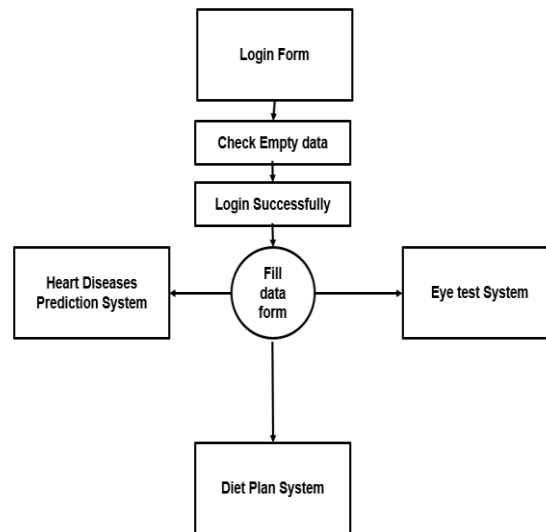 Login Form
Check Empty data
Login Successfully
Fill
data
form
Heart Diseases
Prediction System
Eye test System
Diet Plan System